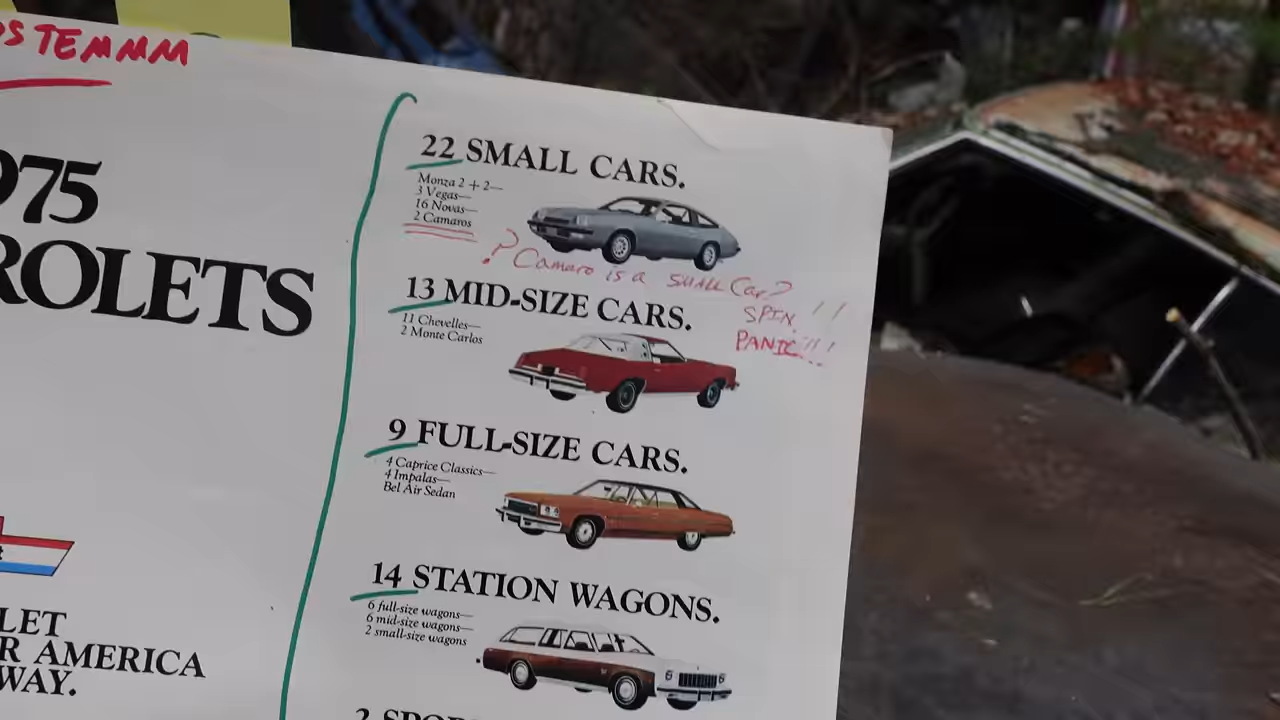 OSTEMMM
975
ROLETS
LET
R AMERICA
WAY.
22 SMALL CARS.
Monza 2 + 2—
3 Vegas—
16 Novas—
2 Camaros
? Camaro is a SMALL Car?
SPIN !!
PANIC!!!
13 MID-SIZE CARS.
11 Chevelles—
2 Monte Carlos
9 FULL-SIZE CARS.
4 Caprice Classics—
4 Impalas—
Bel Air Sedan
14 STATION WAGONS.
6 full-size wagons—
6 mid-size wagons—
2 small-size wagons